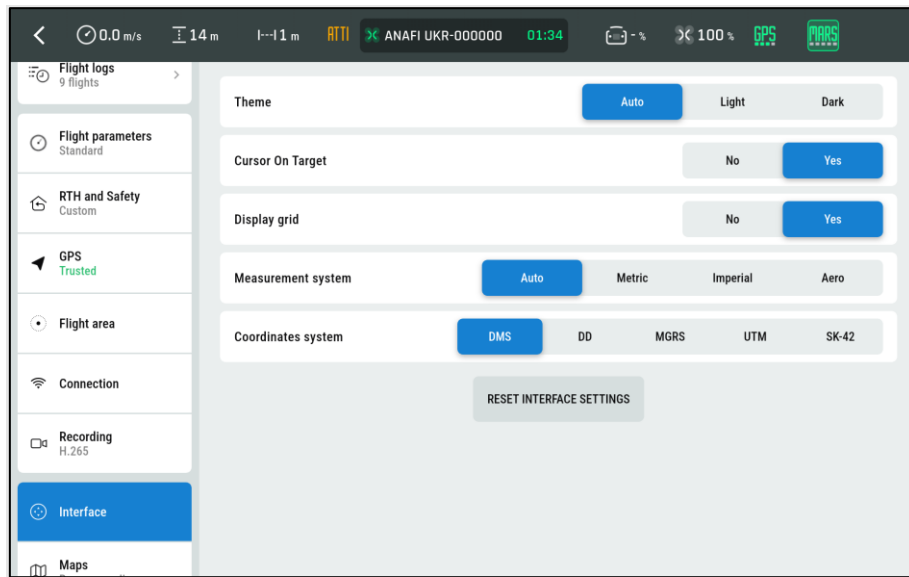 0.0 m/s
14 m
1 m
ATTI
ANAFI UKR-000000
01:34
- %
100 %
GPS
MARS
Flight logs
9 flights
Flight parameters
Standard
RTH and Safety
Custom
GPS
Trusted
Flight area
Connection
Recording
H.265
Interface
Maps
Theme
Auto Light Dark
Cursor On Target
No Yes
Display grid
No Yes
Measurement system
Auto Metric Imperial Aero
Coordinates system
DMS DD MGRS UTM SK-42
RESET INTERFACE SETTINGS